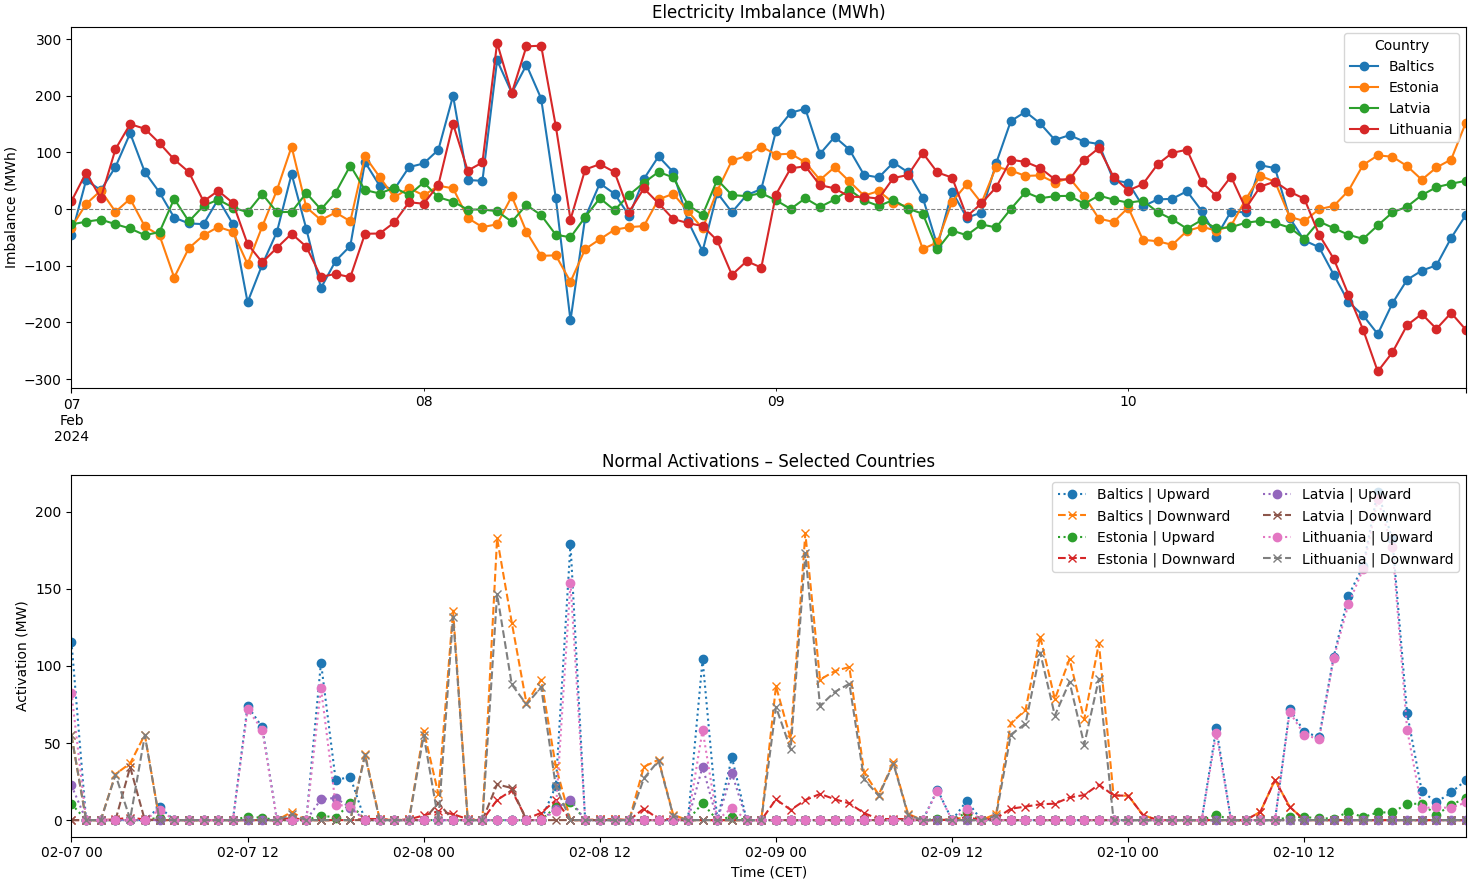 Electricity Imbalance (MWh)
Imbalance (MWh)
300
200
100
0
−100
−200
−300
Country
Baltics
Estonia
Latvia
Lithuania
07
Feb
2024
08
09
10
Normal Activations – Selected Countries
Activation (MW)
200
150
100
50
0
Baltics | Upward
Baltics | Downward
Estonia | Upward
Estonia | Downward
Latvia | Upward
Latvia | Downward
Lithuania | Upward
Lithuania | Downward
02-07 00
02-07 12
02-08 00
02-08 12
02-09 00
02-09 12
02-10 00
02-10 12
Time (CET)